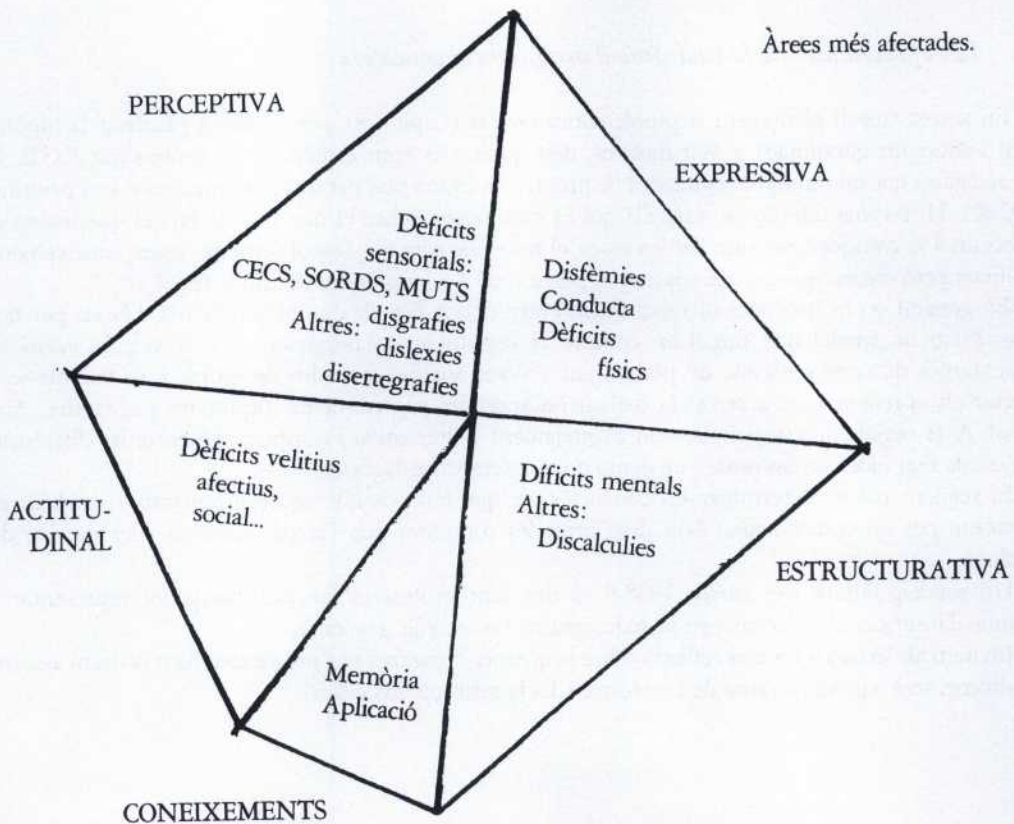 Àrees més afectades.
PERCEPTIVA
EXPRESSIVA
Dèficits
sensorials:
CECS, SORDS, MUTS
Altres: disgrafies
dislexies
disertegrafies
Disfèmies
Conducta
Dèficits
físics
Dèficits velitius
afectius,
social...
ACTITU-
DINAL
Díficits mentals
Altres:
Discalculies
ESTRUCTURATIVA
Memòria
Aplicació
CONEIXEMENTS